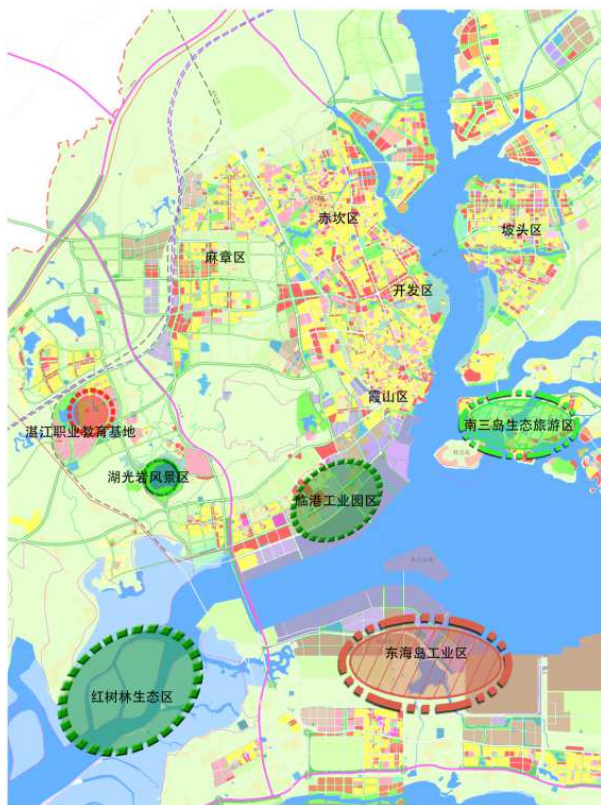 赤坎区
坡头区
麻章区
开发区
霞山区
南三岛生态旅游区
湛江职业教育基地
湖光岩风景区
临港工业园区
东海岛工业区
红树林生态区